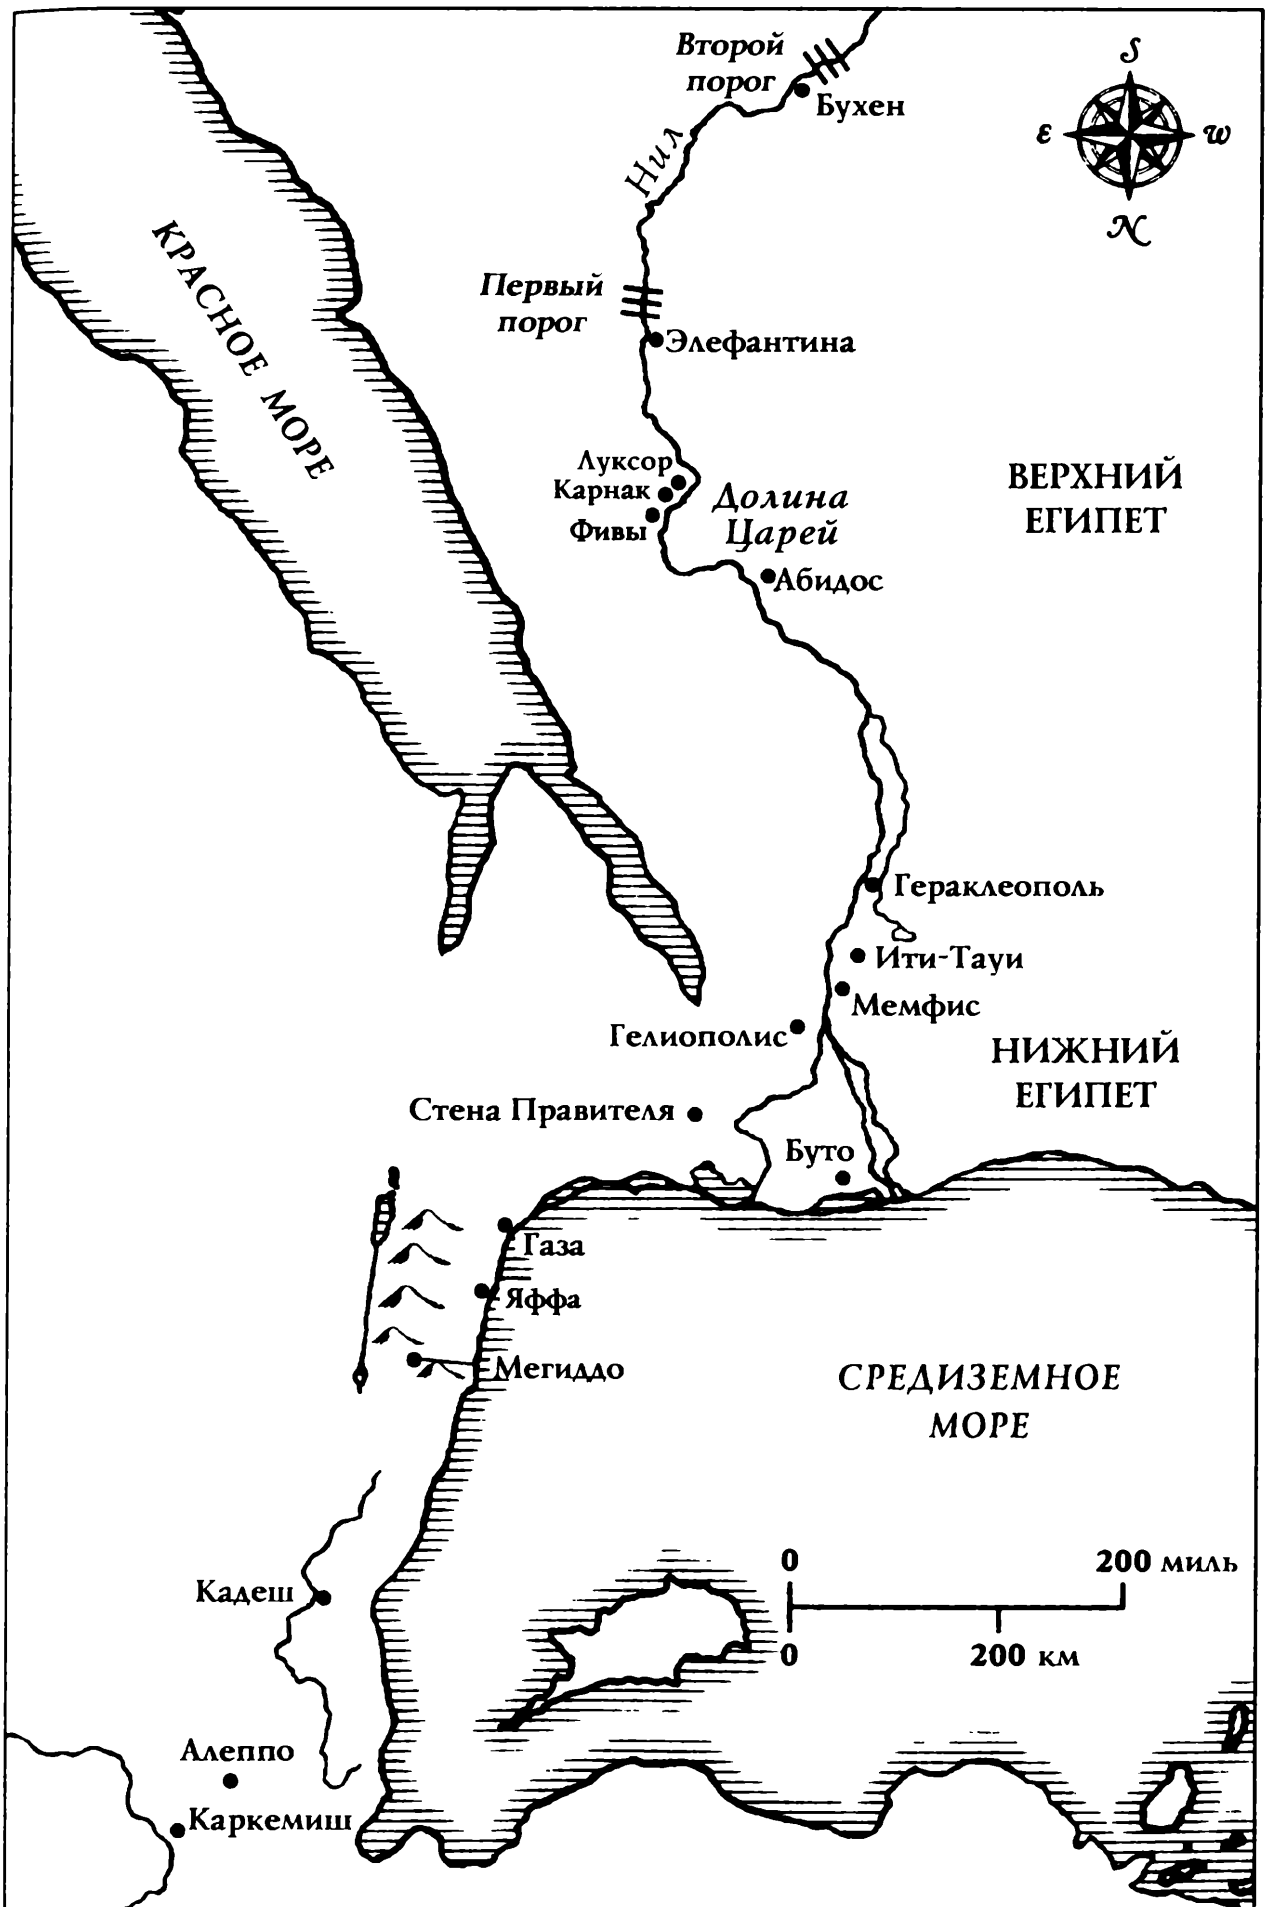 Второй
порог
Бухен
S
ε
W
N
Нил
КРАСНОЕ МОРЕ
Первый
порог
Элефантина
Луксор
Карнак
Фивы
Долина
Царей
ВЕРХНИЙ
ЕГИПЕТ
Абидос
Гераклеополь
Ити-Тауи
Мемфис
Гелиополис
НИЖНИЙ
ЕГИПЕТ
Стена Правителя
Буто
Газа
Яффа
Мегиддо
СРЕДИЗЕМНОЕ
МОРЕ
0 200 миль
0 200 км
Кадеш
Алеппо
Каркемиш